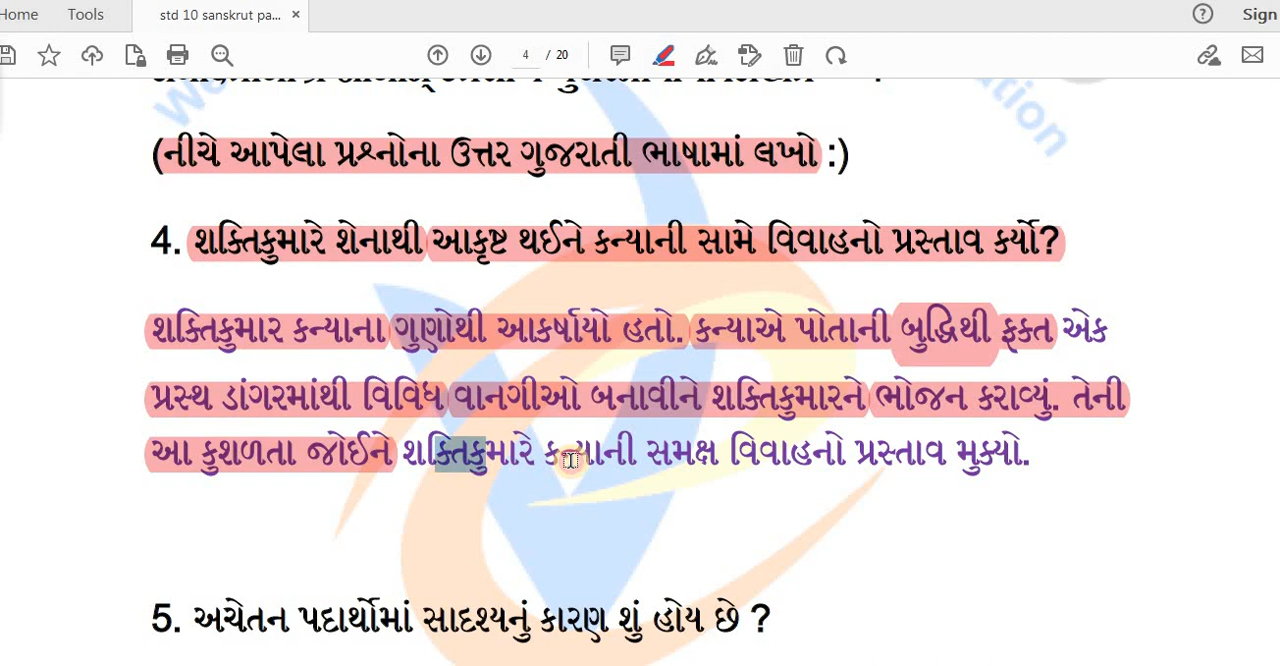 Home Tools std 10 sanskrut pa... × ? Sign
4 / 20
(નીચે આપેલા પ્રશ્નોના ઉત્તર ગુજરાતી ભાષામાં લખો :)
4. શક્તિકુમારે શેનાથી આકૃષ્ટ થઈને કન્યાની સામે વિવાહનો પ્રસ્તાવ કર્યો?
શક્તિકુમાર કન્યાના ગુણોથી આકર્ષાયો હતો. કન્યાએ પોતાની બુદ્ધિથી ફક્ત એક
પ્રસ્થ ડાંગરમાંથી વિવિધ વાનગીઓ બનાવીને શક્તિકુમારને ભોજન કરાવ્યું. તેની
આ કુશળતા જોઈને શક્તિકુમારે કન્યાની સમક્ષ વિવાહનો પ્રસ્તાવ મુક્યો.
5. અચેતન પદાર્થોમાં સાદશ્યનું કારણ શું હોય છે ?